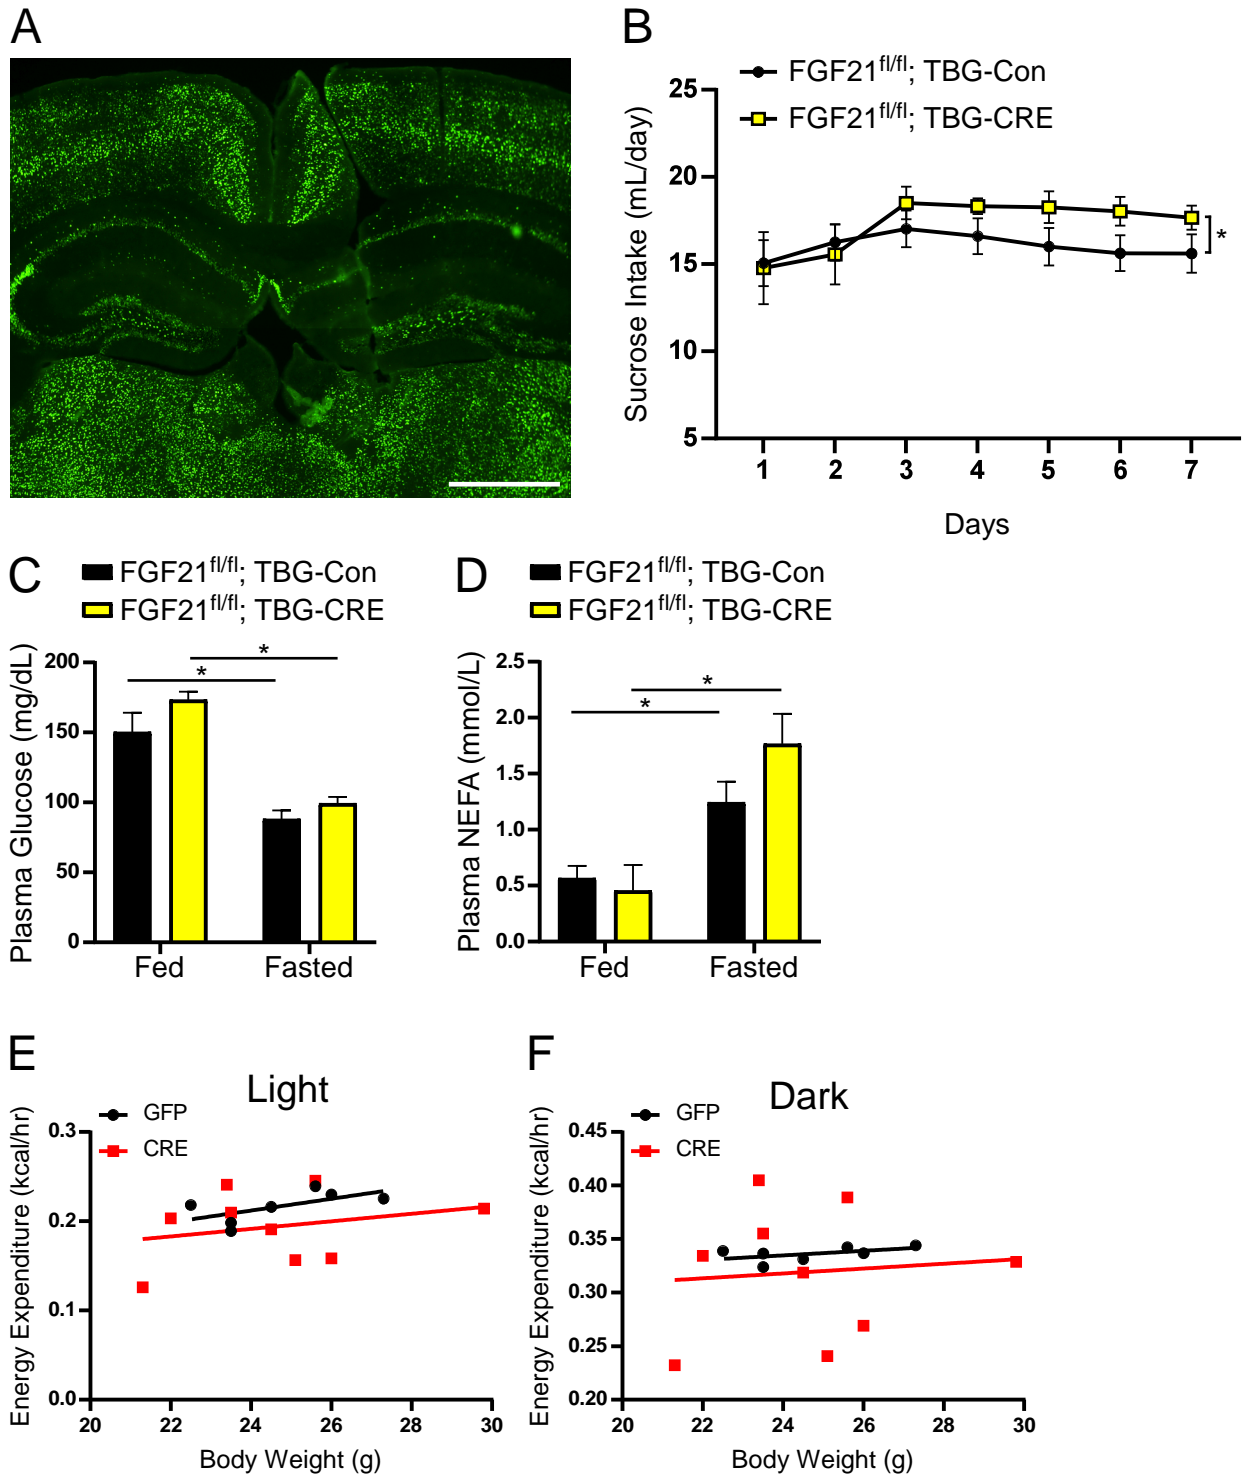 A
B
FGF21fl/fl; TBG-Con
FGF21fl/fl; TBG-CRE
Sucrose Intake (mL/day)
25
20
15
10
5
1 2 3 4 5 6 7
Days
*
C
FGF21fl/fl; TBG-Con
FGF21fl/fl; TBG-CRE
Plasma Glucose (mg/dL)
200
150
100
50
0
*
*
Fed Fasted
D
FGF21fl/fl; TBG-Con
FGF21fl/fl; TBG-CRE
Plasma NEFA (mmol/L)
2.5
2.0
1.5
1.0
0.5
0.0
*
*
Fed Fasted
E
Light
GFP
CRE
Energy Expenditure (kcal/hr)
0.3
0.2
0.1
0.0
20 22 24 26 28 30
Body Weight (g)
F
Dark
GFP
CRE
Energy Expenditure (kcal/hr)
0.45
0.40
0.35
0.30
0.25
0.20
20 22 24 26 28 30
Body Weight (g)